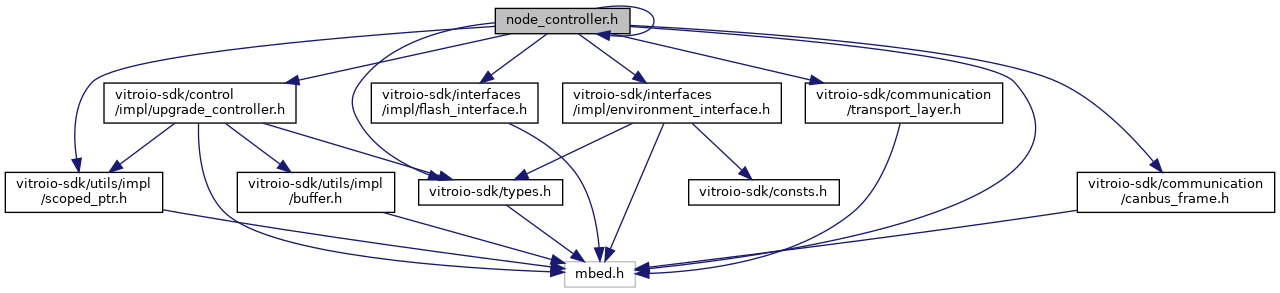 node_controller.h
vitroio-sdk/control
/impl/upgrade_controller.h
vitroio-sdk/interfaces
/impl/flash_interface.h
vitroio-sdk/interfaces
/impl/environment_interface.h
vitroio-sdk/communication
/transport_layer.h
vitroio-sdk/utils/impl
/scoped_ptr.h
vitroio-sdk/utils/impl
/buffer.h
vitroio-sdk/types.h
vitroio-sdk/consts.h
vitroio-sdk/communication
/canbus_frame.h
mbed.h